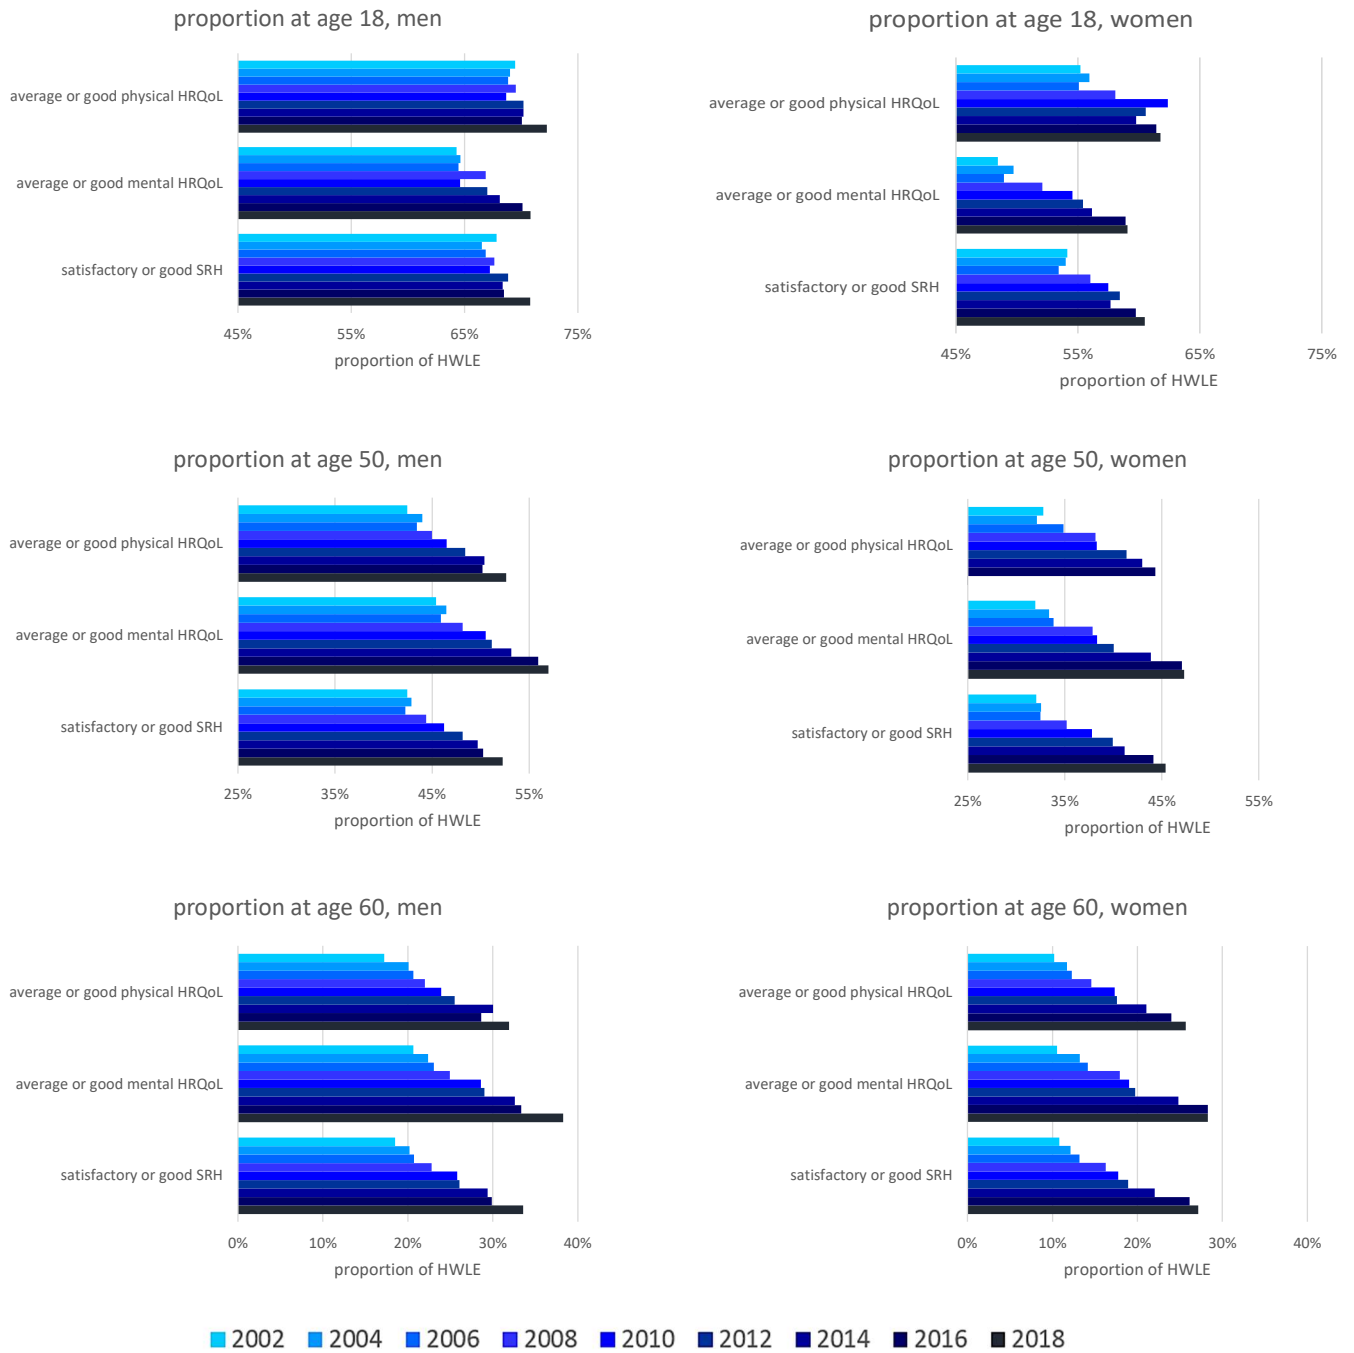 proportion at age 18, men
average or good physical HRQoL
average or good mental HRQoL
satisfactory or good SRH
45% 55% 65% 75%
proportion of HWLE
proportion at age 18, women
average or good physical HRQoL
average or good mental HRQoL
satisfactory or good SRH
45% 55% 65% 75%
proportion of HWLE
proportion at age 50, men
average or good physical HRQoL
average or good mental HRQoL
satisfactory or good SRH
25% 35% 45% 55%
proportion of HWLE
proportion at age 50, women
average or good physical HRQoL
average or good mental HRQoL
satisfactory or good SRH
25% 35% 45% 55%
proportion of HWLE
proportion at age 60, men
average or good physical HRQoL
average or good mental HRQoL
satisfactory or good SRH
0% 10% 20% 30% 40%
proportion of HWLE
proportion at age 60, women
average or good physical HRQoL
average or good mental HRQoL
satisfactory or good SRH
0% 10% 20% 30% 40%
proportion of HWLE
2002 2004 2006 2008 2010 2012 2014 2016 2018